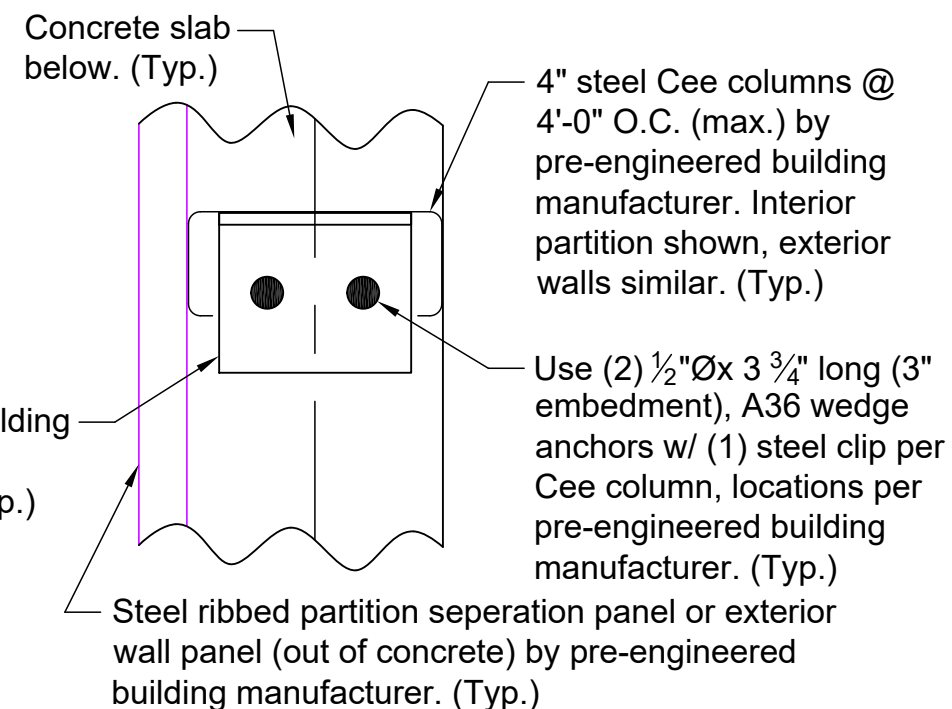 Concrete slab
below. (Typ.)
4" steel Cee columns @
4'-0" O.C. (max.) by
pre-engineered building
manufacturer. Interior
partition shown, exterior
walls similar. (Typ.)
Use (2) ½"Øx 3 ¾" long (3"
embedment), A36 wedge
anchors w/ (1) steel clip per
Cee column, locations per
pre-engineered building
manufacturer. (Typ.)
lding
p.)
Steel ribbed partition seperation panel or exterior
wall panel (out of concrete) by pre-engineered
building manufacturer. (Typ.)